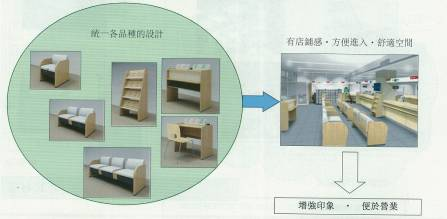 統一各品種的設計
有店鋪感・方便進入・舒適空間
增強印象 ・ 便於營業